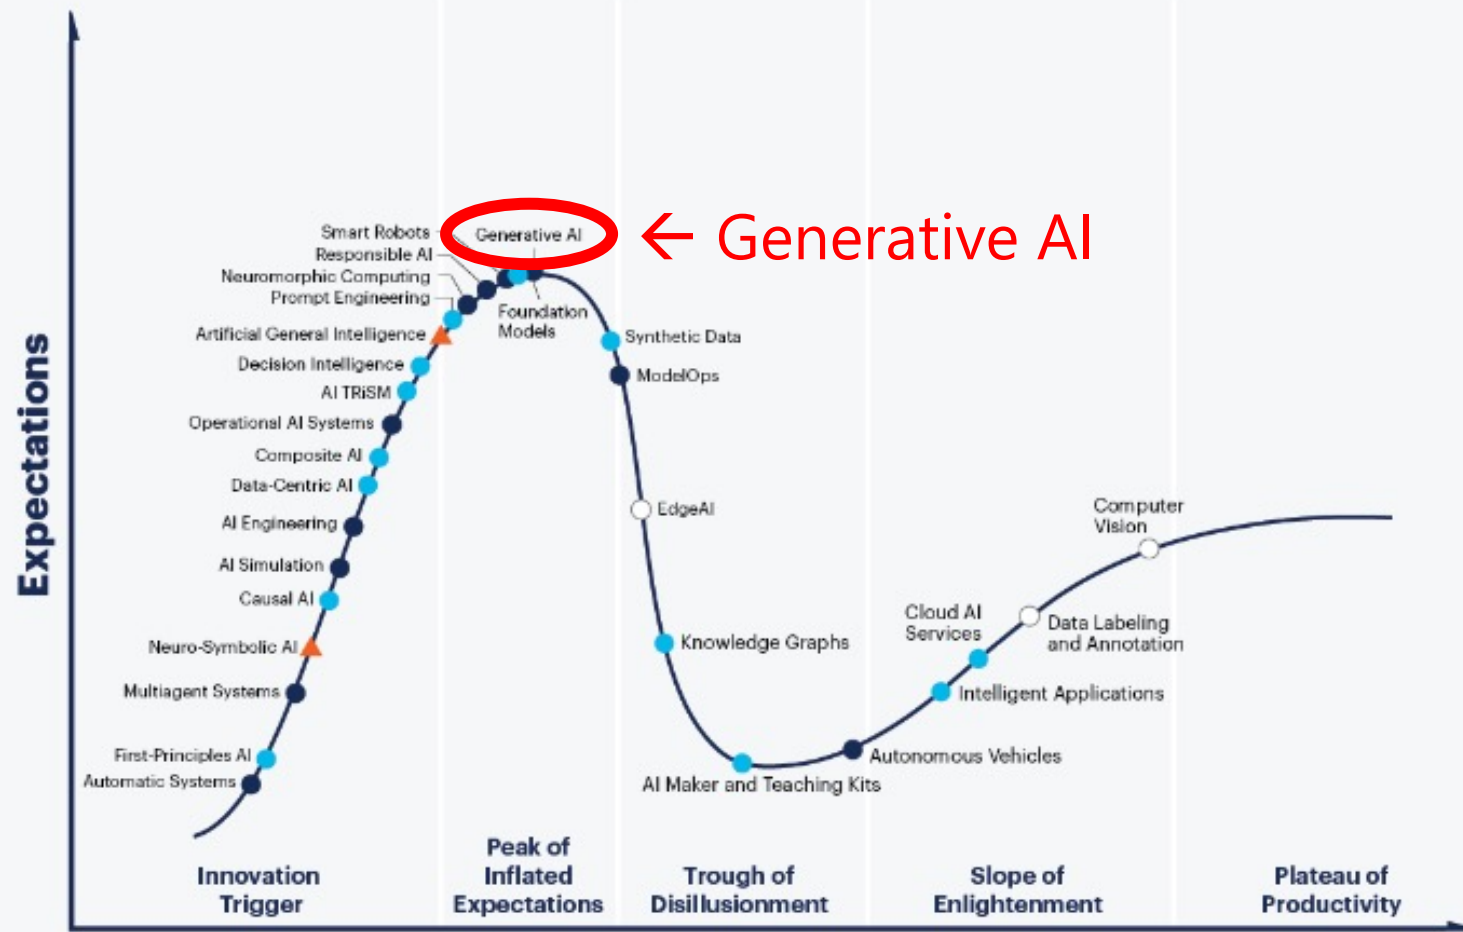 Smart Robots
Generative AI
← Generative AI
Responsible AI
Neuromorphic Computing
Prompt Engineering
Foundation
Models
Artificial General Intelligence
Synthetic Data
Decision Intelligence
ModelOps
AI TRiSM
Operational AI Systems
Composite AI
Data-Centric AI
EdgeAI
AI Engineering
Computer
Vision
AI Simulation
Causal AI
Cloud AI
Services
Data Labeling
and Annotation
Neuro-Symbolic AI
Knowledge Graphs
Multiagent Systems
Intelligent Applications
First-Principles AI
Autonomous Vehicles
Automatic Systems
AI Maker and Teaching Kits
Expectations
Innovation
Trigger
Peak of
Inflated
Expectations
Trough of
Disillusionment
Slope of
Enlightenment
Plateau of
Productivity